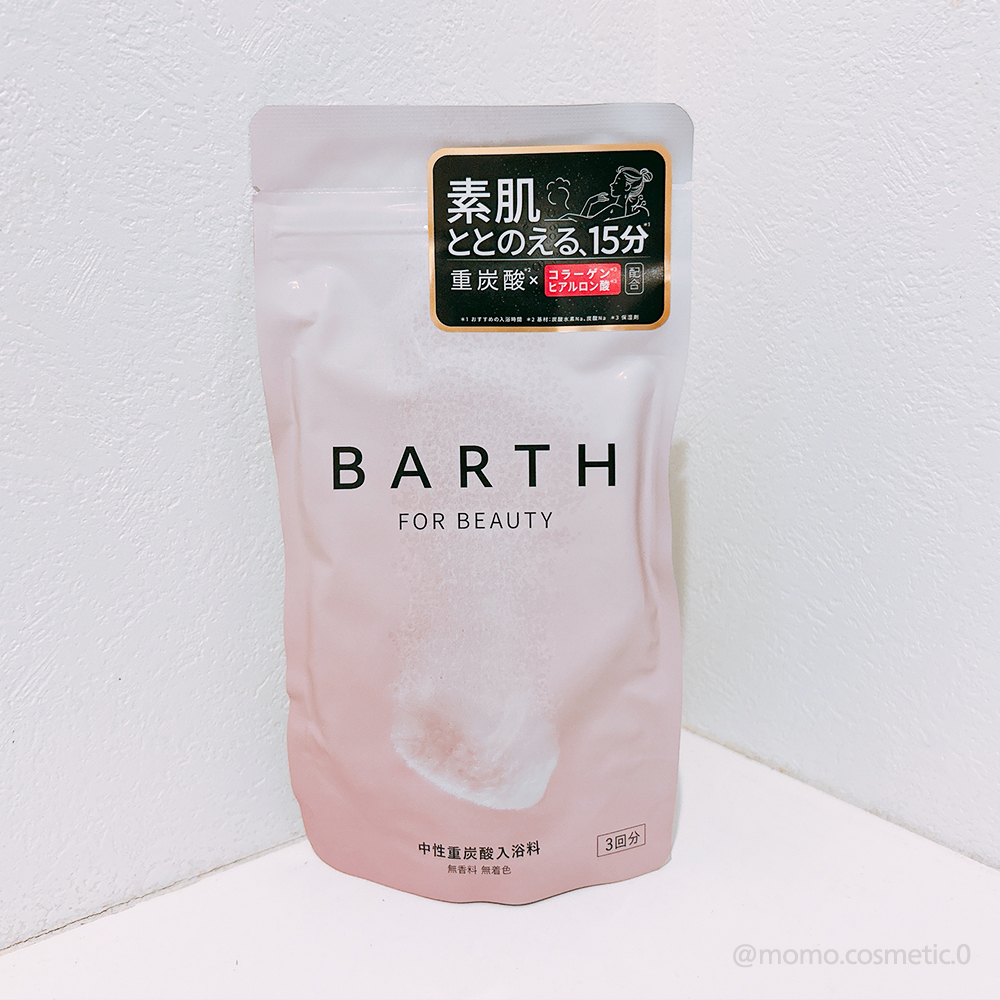 素肌
ととのえる、15分*1
重炭酸*2×コラーゲン*3 配合
ヒアルロン酸*3
*1 おすすめの入浴時間 *2 基材:炭酸水素Na、炭酸Na *3 保湿剤
BARTH
FOR BEAUTY
中性重炭酸入浴料
無香料 無着色
3回分
@momo.cosmetic.0